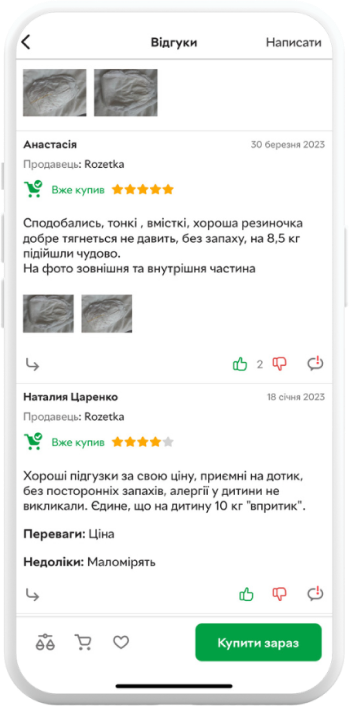 Відгуки
Написати
Анастасія
30 березня 2023
Продавець: Rozetka
Вже купив
Сподобались, тонкі , вмісткі, хороша резиночка
добре тягнеться не давить, без запаху, на 8,5 кг
підійшли чудово.
На фото зовнішня та внутрішня частина
2
Наталия Царенко
18 січня 2023
Продавець: Rozetka
Вже купив
Хороші підгузки за свою ціну, приємні на дотик,
без посторонніх запахів, алергії у дитини не
викликали. Єдине, що на дитину 10 кг "впритик".
Переваги: Ціна
Недоліки: Маломірять
Купити зараз